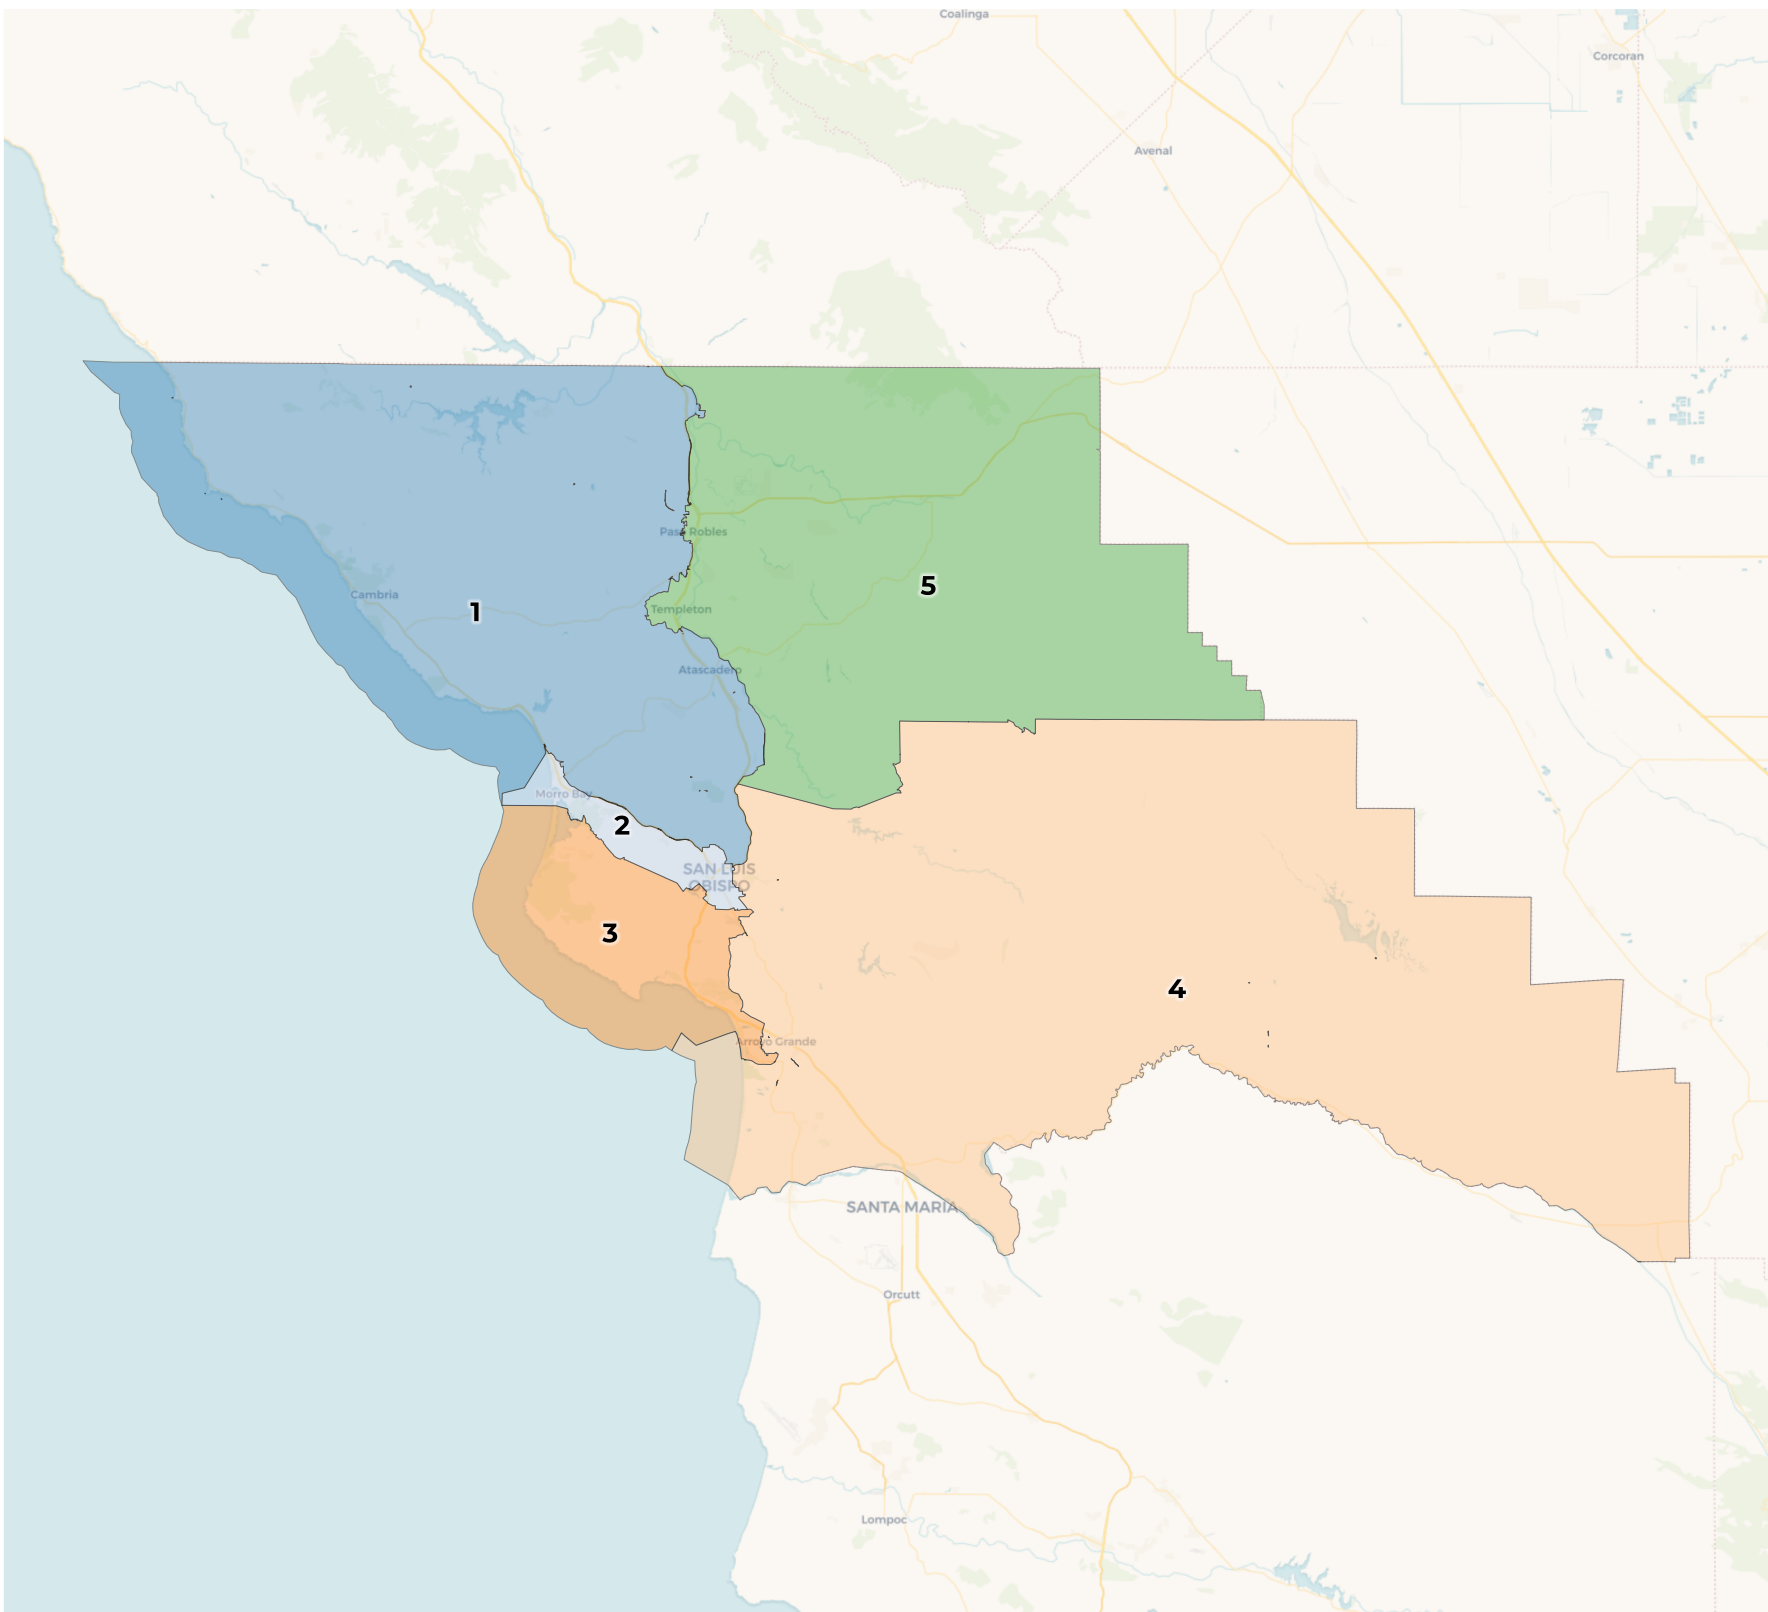 Coalinga
Corcoran
Avenal
Paso Robles
5
Cambria
1
Templeton
Atascadero
Morro Bay
2
SAN LUIS
OBISPO
3
4
Arroyo Grande
SANTA MARIA
Orcutt
Lompoc